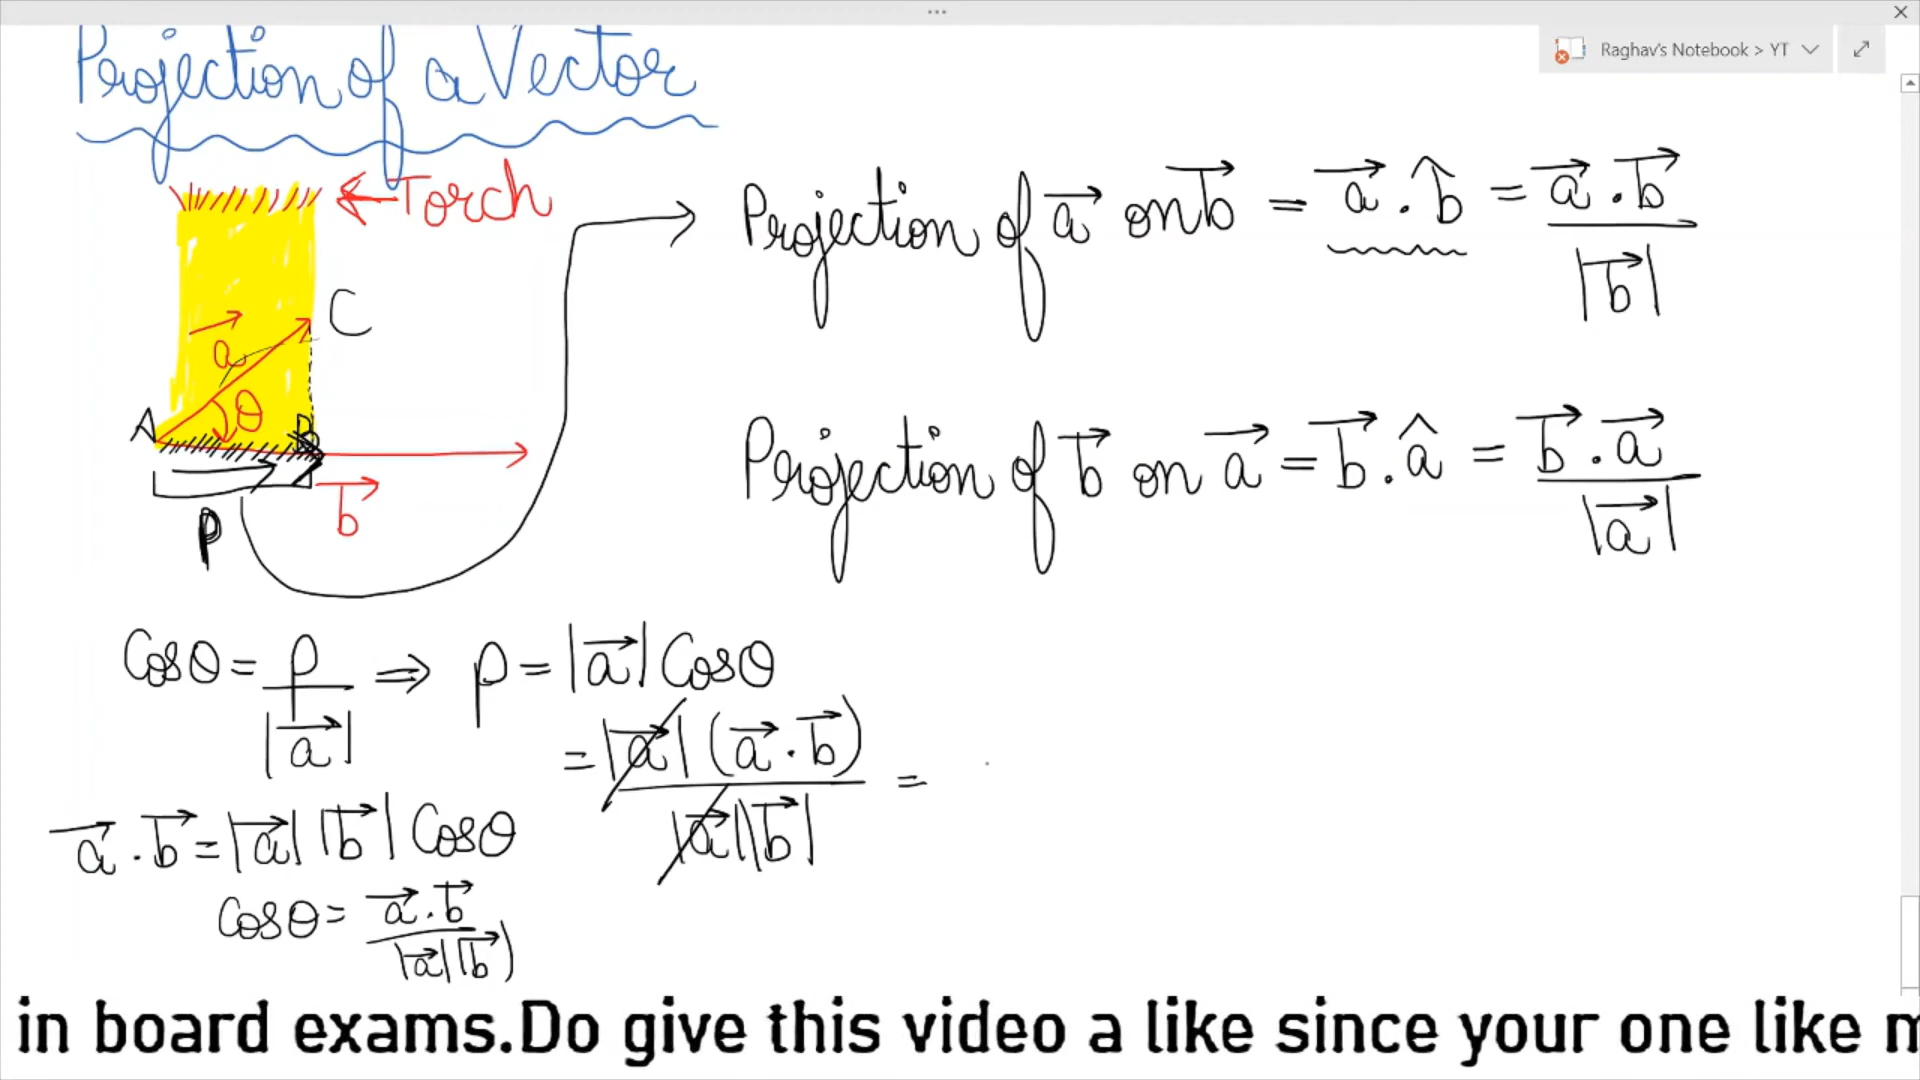 Raghav's Notebook > YT
Projection of a Vector
Torch
C
a⃗
θ
A
B
b⃗
P
Projection of a⃗ on b⃗ = a⃗ . b̂ = a⃗ . b⃗ / |b⃗|
Projection of b⃗ on a⃗ = b⃗ . â = b⃗ . a⃗ / |a⃗|
Cosθ = P / |a⃗| ⇒ P = |a⃗| Cosθ
= |a⃗| (a⃗ . b⃗) / |a⃗| |b⃗| =
a⃗ . b⃗ = |a⃗| |b⃗| Cosθ
Cosθ = a⃗ . b⃗ / |a⃗| |b⃗|
in board exams.Do give this video a like since your one like m